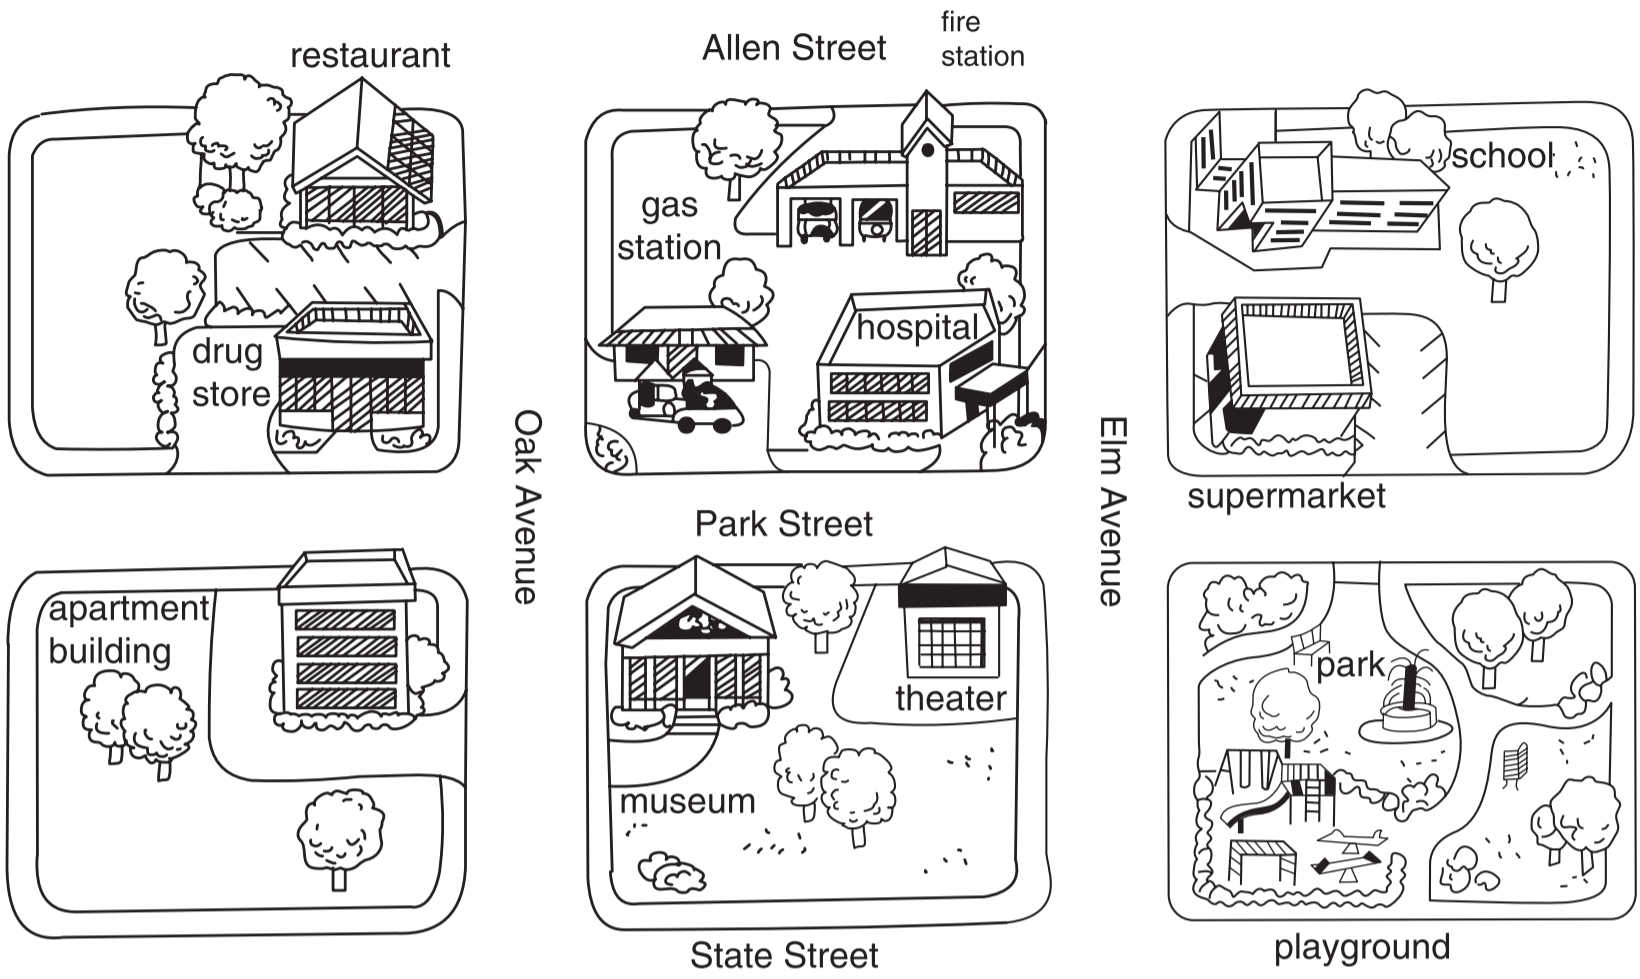 restaurant
Allen Street
fire
station
school
gas
station
hospital
drug
store
Oak Avenue
Elm Avenue
supermarket
Park Street
apartment
building
park
theater
museum
playground
State Street